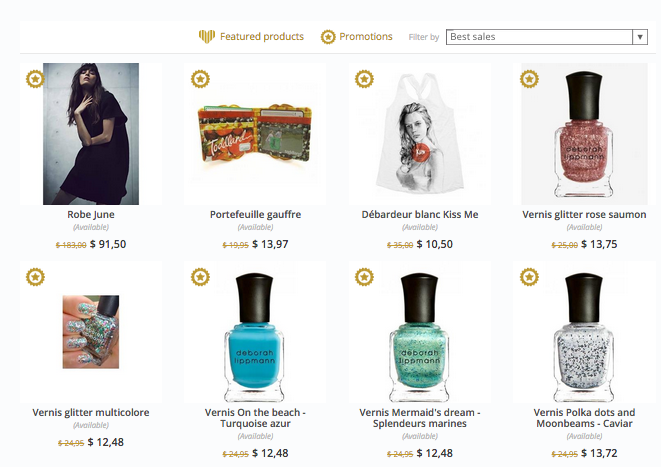 Featured products
Promotions
Filter by
Best sales
Toddland
Robe June
Portefeuille gauffre
Débardeur blanc Kiss Me
Vernis glitter rose saumon
(Available)
(Available)
(Available)
(Available)
$ 183,00 $ 91,50
$ 19,95 $ 13,97
$ 35,00 $ 10,50
$ 25,00 $ 13,75
deborah
lippmann
deborah
lippmann
deborah
lippmann
Vernis glitter multicolore
Vernis On the beach -
Turquoise azur
Vernis Mermaid's dream -
Splendeurs marines
Vernis Polka dots and
Moonbeams - Caviar
(Available)
(Available)
(Available)
(Available)
$ 24,95 $ 12,48
$ 24,95 $ 12,48
$ 24,95 $ 12,48
$ 24,95 $ 13,72